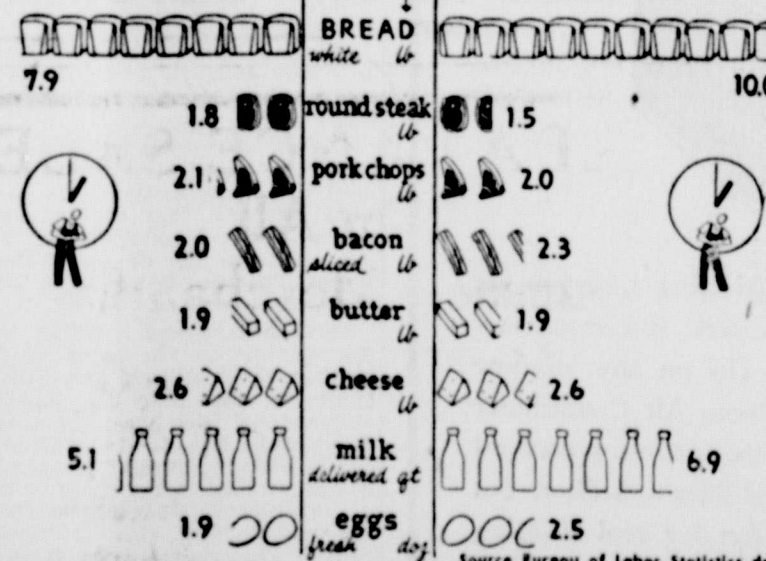 BREAD
white lb
7.9 10.0
1.8 round steak 1.5
lb
2.1 pork chops 2.0
lb
2.0 bacon 2.3
sliced lb
1.9 butter 1.9
lb
2.6 cheese 2.6
lb
5.1 milk 6.9
delivered qt
1.9 eggs 2.5
fresh doz
Source Bureau of Labor Statistics